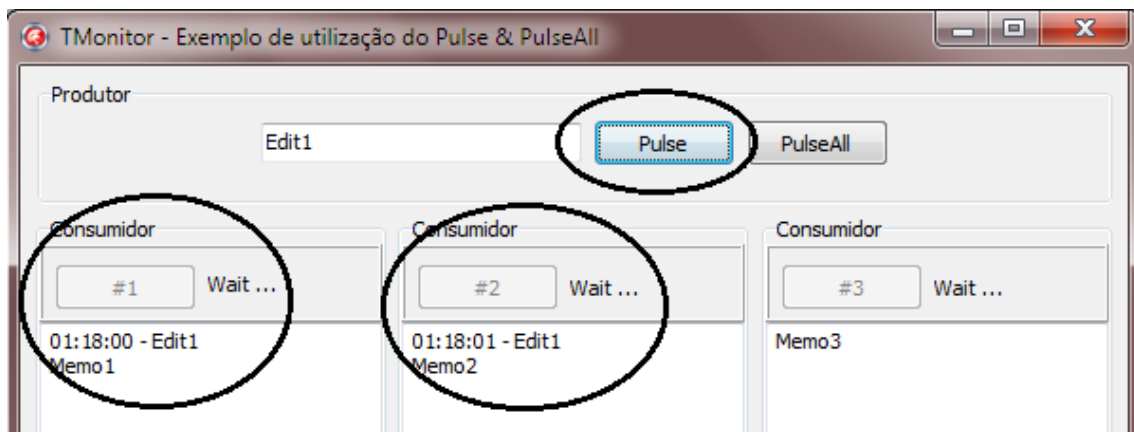 TMonitor - Exemplo de utilização do Pulse & PulseAll
Produtor
Edit1 Pulse PulseAll
Consumidor Consumidor Consumidor
#1 Wait ... #2 Wait ... #3 Wait ...
01:18:00 - Edit1 01:18:01 - Edit1 Memo3
Memo1 Memo2